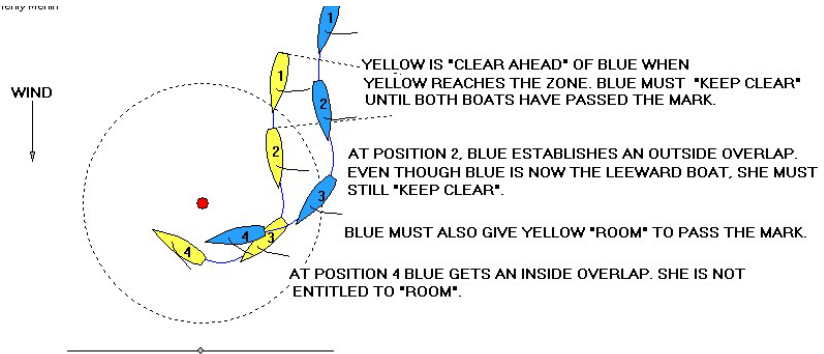 Henry Menin
1
YELLOW IS "CLEAR AHEAD" OF BLUE WHEN
1
YELLOW REACHES THE ZONE. BLUE MUST "KEEP CLEAR"
WIND
2
UNTIL BOTH BOATS HAVE PASSED THE MARK.
2
AT POSITION 2, BLUE ESTABLISHES AN OUTSIDE OVERLAP.
EVEN THOUGH BLUE IS NOW THE LEEWARD BOAT, SHE MUST
3
STILL "KEEP CLEAR".
4
3
BLUE MUST ALSO GIVE YELLOW "ROOM" TO PASS THE MARK.
4
AT POSITION 4 BLUE GETS AN INSIDE OVERLAP. SHE IS NOT
ENTITLED TO "ROOM".